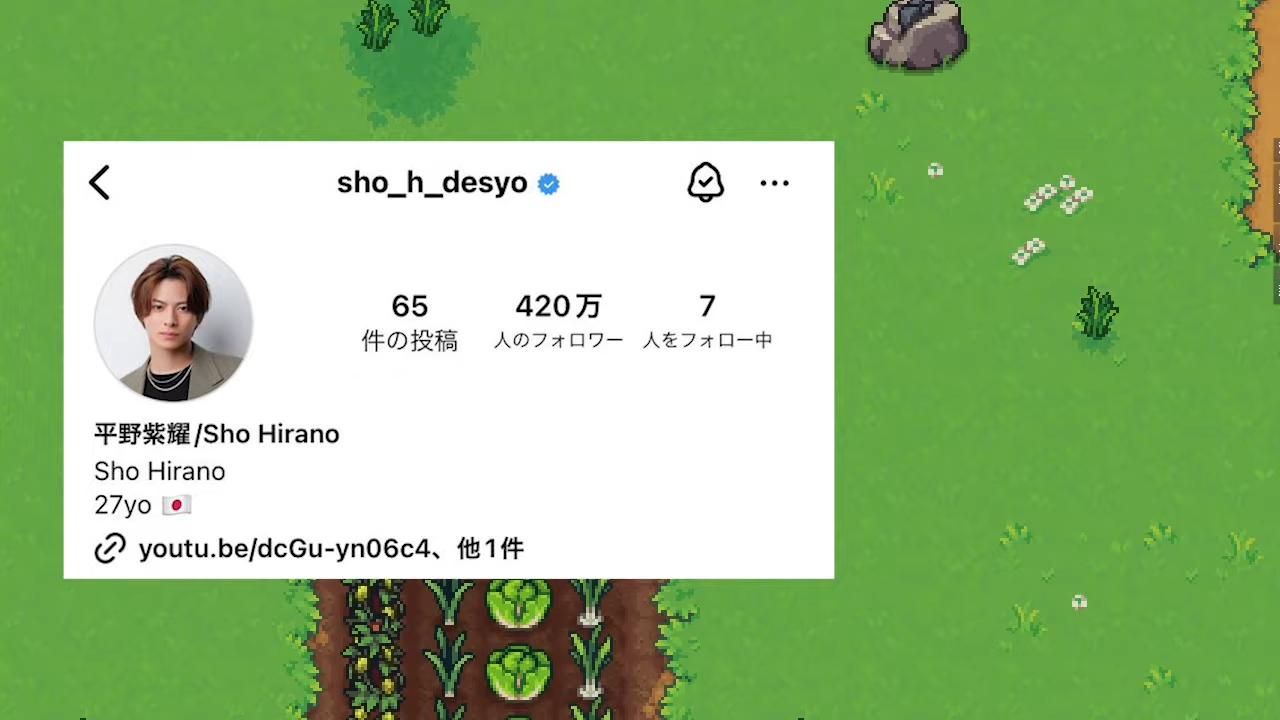 sho_h_desyo
65 420万 7
件の投稿 人のフォロワー 人をフォロー中
平野紫耀/Sho Hirano
Sho Hirano
27yo 🇯🇵
youtu.be/dcGu-yn06c4、他1件